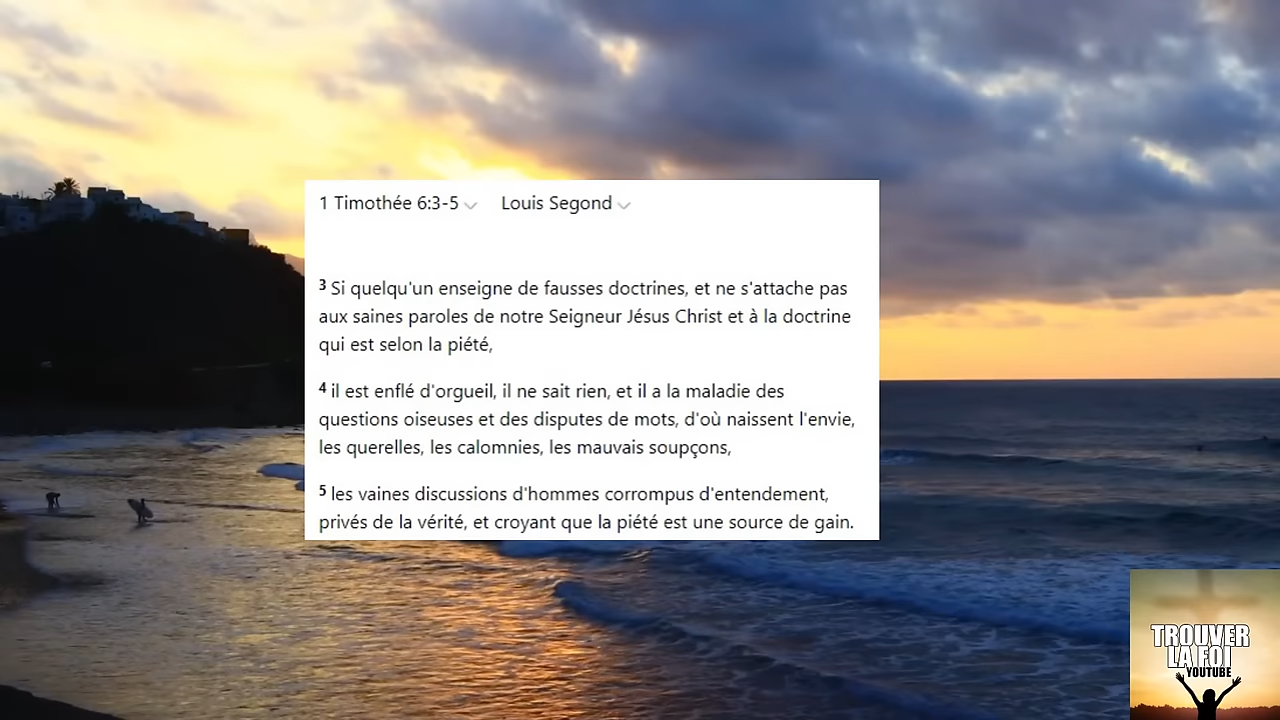 1 Timothée 6:3-5 Louis Segond
3 Si quelqu'un enseigne de fausses doctrines, et ne s'attache pas
aux saines paroles de notre Seigneur Jésus Christ et à la doctrine
qui est selon la piété,
4 il est enflé d'orgueil, il ne sait rien, et il a la maladie des
questions oiseuses et des disputes de mots, d'où naissent l'envie,
les querelles, les calomnies, les mauvais soupçons,
5 les vaines discussions d'hommes corrompus d'entendement,
privés de la vérité, et croyant que la piété est une source de gain.
TROUVER
LA FOI
YOUTUBE